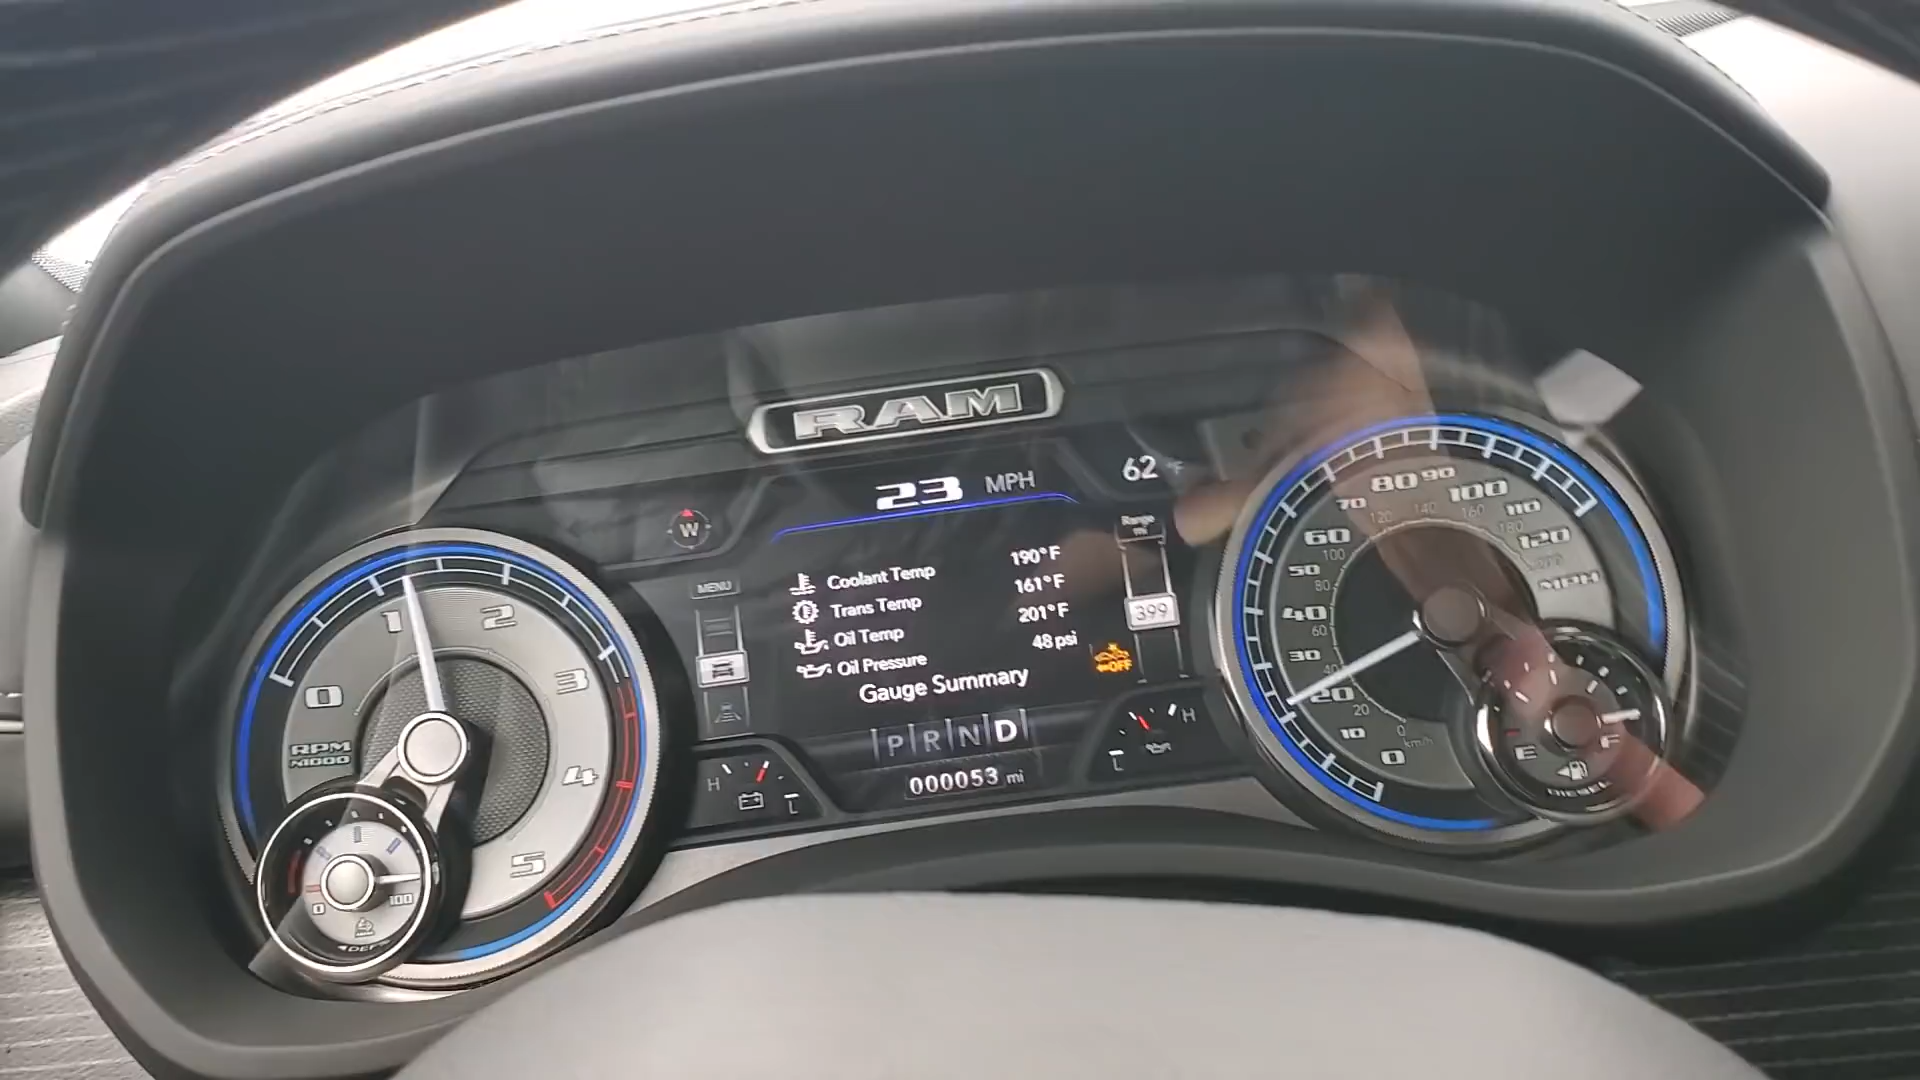 RAM
23 MPH
62 °F
W
Range
mi
399
MENU
Coolant Temp 190°F
Trans Temp 161°F
Oil Temp 201°F
Oil Pressure 48 psi
Gauge Summary
OFF
P R N D
000053 mi
H L
L H
0 1 2 3 4 5
RPM
X1000
0 100
DEF
0 10 20 30 40 50 60 70 80 90 100 110 120
MPH
0 20 40 60 80 100 120 140 160 180
km/h
E F
DIESEL